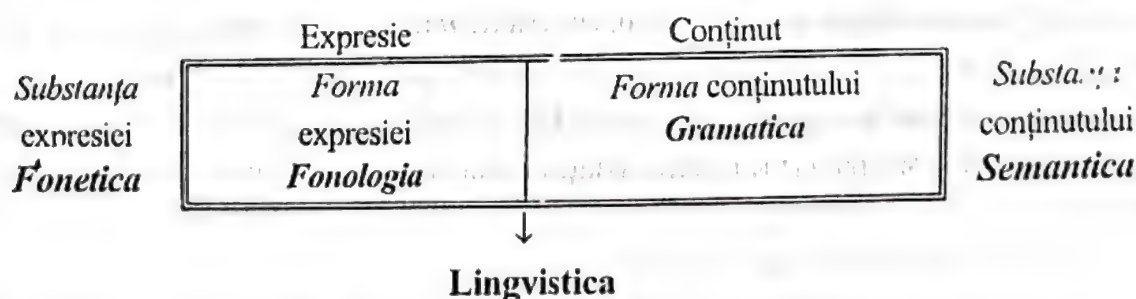 Expresie Conținut
Substanța Forma Forma conținutului
expresiei expresiei Gramatica conținutului
Fonetica Fonologia Semantica
↓
Lingvistica